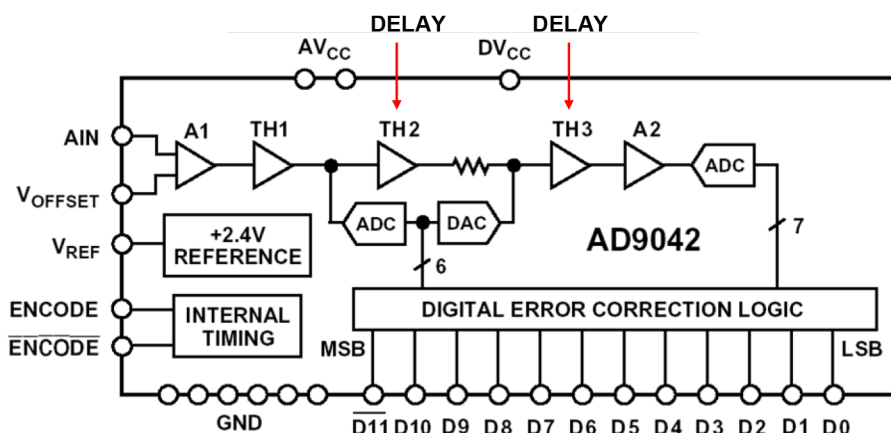 DELAY DELAY
AVCC DVCC
AIN A1 TH1 TH2 TH3 A2
ADC
VOFFSET
ADC DAC
+2.4V
REFERENCE
VREF
AD9042
6
7
ENCODE
ENCODE
INTERNAL
TIMING
DIGITAL ERROR CORRECTION LOGIC
MSB LSB
GND D11 D10 D9 D8 D7 D6 D5 D4 D3 D2 D1 D0